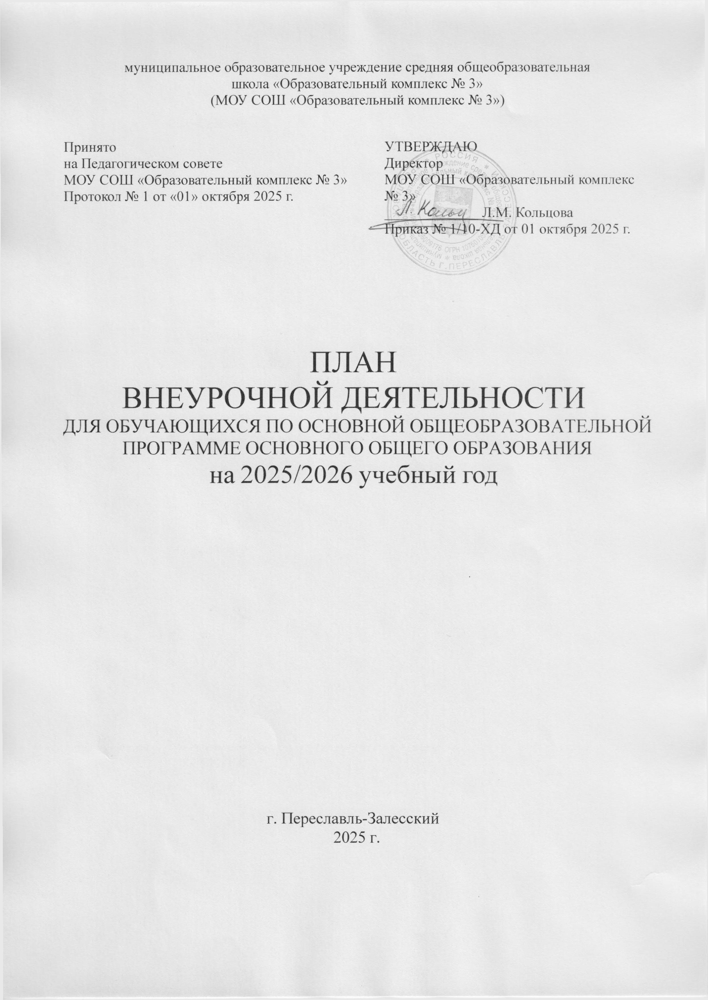 муниципальное образовательное учреждение средняя общеобразовательная
школа «Образовательный комплекс № 3»
(МОУ СОШ «Образовательный комплекс № 3»)
Принято
на Педагогическом совете
МОУ СОШ «Образовательный комплекс № 3»
Протокол № 1 от «01» октября 2025 г.
УТВЕРЖДАЮ
Директор
МОУ СОШ «Образовательный комплекс
№ 3»
Л.М. Кольцова
Приказ № 1/10-ХД от 01 октября 2025 г.
РОССИЯ
ОБЛАСТЬ Г.ПЕРЕСЛАВЛЬ
ПЛАН
ВНЕУРОЧНОЙ ДЕЯТЕЛЬНОСТИ
ДЛЯ ОБУЧАЮЩИХСЯ ПО ОСНОВНОЙ ОБЩЕОБРАЗОВАТЕЛЬНОЙ
ПРОГРАММЕ ОСНОВНОГО ОБЩЕГО ОБРАЗОВАНИЯ
на 2025/2026 учебный год
г. Переславль-Залесский
2025 г.